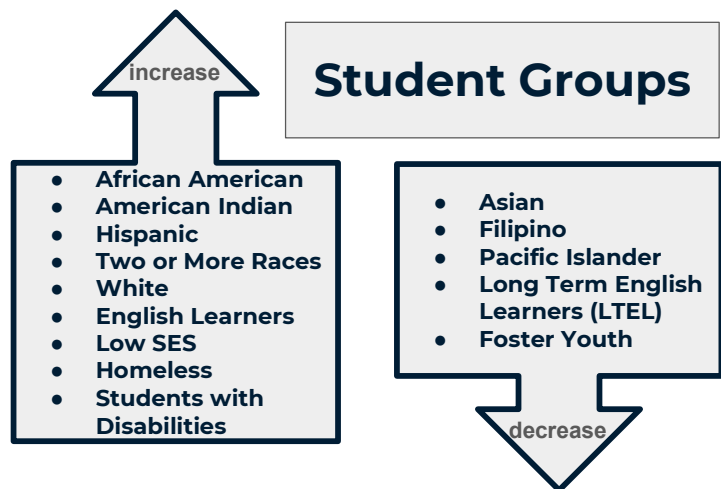 increase
Student Groups
● African American
● American Indian
● Hispanic
● Two or More Races
● White
● English Learners
● Low SES
● Homeless
● Students with
Disabilities
● Asian
● Filipino
● Pacific Islander
● Long Term English
Learners (LTEL)
● Foster Youth
decrease